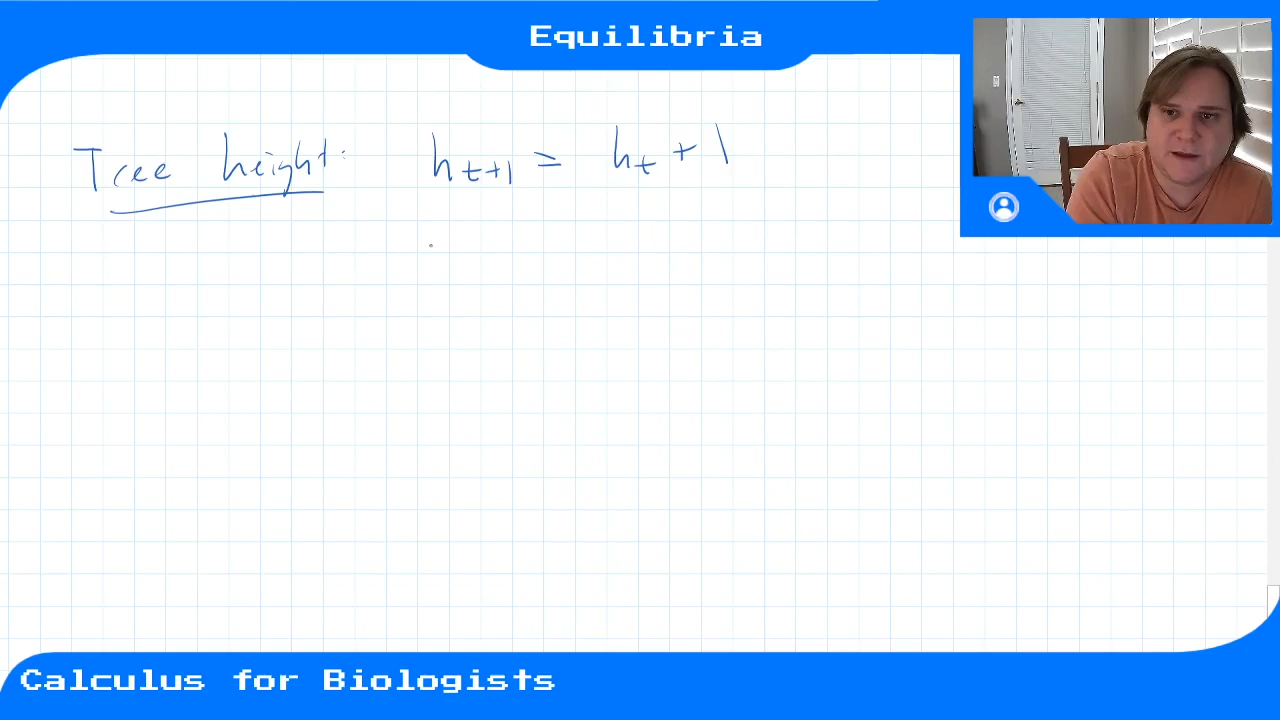 Equilibria
Tree height: h_{t+1} = h_t + 1
Calculus for Biologists